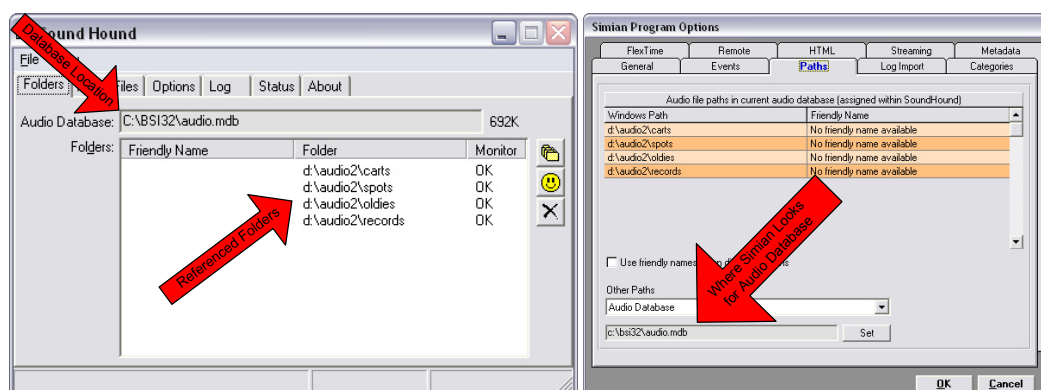 Sound Hound
Database Location
File
Folders
Files
Options
Log
Status
About
Audio Database:
C:\BSI32\audio.mdb
692K
Folders:
Friendly Name
Folder
Monitor
d:\audio2\carts
OK
d:\audio2\spots
OK
d:\audio2\oldies
OK
d:\audio2\records
OK
Referenced Folders
Simian Program Options
FlexTime
Remote
HTML
Streaming
Metadata
General
Events
Paths
Log Import
Categories
Audio file paths in current audio database (assigned within SoundHound)
Windows Path
Friendly Name
d:\audio2\carts
No friendly name available
d:\audio2\spots
No friendly name available
d:\audio2\oldies
No friendly name available
d:\audio2\records
No friendly name available
Where Simian Looks
for Audio Database
Use friendly names
Other Paths
Audio Database
c:\bsi32\audio.mdb
Set
OK
Cancel